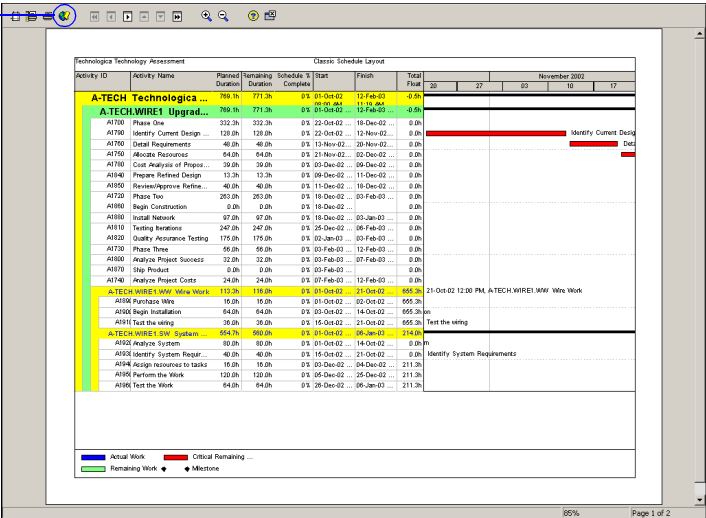 Technologica Technology Assessment Classic Schedule Layout
Activity ID Activity Name Planned Duration Remaining Duration Schedule % Complete Start Finish Total Float November 2002
20 27 03 10 17
A-TECH Technologica ... 769.1h 771.3h 0% 01-Oct-02 08:00 AM 12-Feb-03 11:19 AM -0.5h
A-TECH.WIRE1 Upgrad... 769.1h 771.3h 0% 01-Oct-02 ... 12-Feb-03 ... -0.5h
A1700 Phase One 332.3h 332.3h 0% 22-Oct-02 ... 18-Dec-02 ... 0.0h
A1790 Identify Current Design ... 128.0h 128.0h 0% 22-Oct-02 ... 12-Nov-02... 0.0h Identify Current Desig
A1760 Detail Requirements 48.0h 48.0h 0% 13-Nov-02... 20-Nov-02... 0.0h Deta
A1750 Allocate Resources 64.0h 64.0h 0% 21-Nov-02... 02-Dec-02 ... 0.0h
A1780 Cost Analysis of Propos... 39.0h 39.0h 0% 03-Dec-02 ... 09-Dec-02 ... 0.0h
A1840 Prepare Refined Design 13.3h 13.3h 0% 09-Dec-02 ... 11-Dec-02 ... 0.0h
A1850 Review/Approve Refine... 40.0h 40.0h 0% 11-Dec-02 ... 18-Dec-02 ... 0.0h
A1720 Phase Two 263.0h 263.0h 0% 18-Dec-02 ... 03-Feb-03 ... 0.0h
A1860 Begin Construction 0.0h 0.0h 0% 18-Dec-02 ... 0.0h
A1880 Install Network 97.0h 97.0h 0% 18-Dec-02 ... 03-Jan-03 ... 0.0h
A1810 Testing Iterations 247.0h 247.0h 0% 25-Dec-02 ... 06-Feb-03 ... 0.0h
A1820 Quality Assurance Testing 175.0h 175.0h 0% 02-Jan-03 ... 03-Feb-03 ... 0.0h
A1730 Phase Three 56.0h 56.0h 0% 03-Feb-03 ... 12-Feb-03 ... 0.0h
A1800 Analyze Project Success 32.0h 32.0h 0% 03-Feb-03 ... 07-Feb-03 ... 0.0h
A1870 Ship Product 0.0h 0.0h 0% 03-Feb-03 ... 0.0h
A1740 Analyze Project Costs 24.0h 24.0h 0% 07-Feb-03 ... 12-Feb-03 ... 0.0h
A-TECH.WIRE1.WW Wire Work 113.3h 116.0h 0% 01-Oct-02 ... 21-Oct-02 ... 655.3h 21-Oct-02 12:00 PM, A-TECH.WIRE1.WW Wire Work
A1890 Purchase Wire 16.0h 16.0h 0% 01-Oct-02 ... 02-Oct-02 ... 655.3h
A1900 Begin Installation 64.0h 64.0h 0% 03-Oct-02 ... 14-Oct-02 ... 655.3h on
A1910 Test the wiring 36.0h 36.0h 0% 15-Oct-02 ... 21-Oct-02 ... 655.3h Test the wiring
A-TECH.WIRE1.SW System ... 554.7h 560.0h 0% 01-Oct-02 ... 06-Jan-03 ... 214.0h
A1920 Analyze System 80.0h 80.0h 0% 01-Oct-02 ... 14-Oct-02 ... 0.0h m
A1930 Identify System Requir... 40.0h 40.0h 0% 15-Oct-02 ... 21-Oct-02 ... 0.0h Identify System Requirements
A1940 Assign resources to tasks 16.0h 16.0h 0% 03-Dec-02 ... 04-Dec-02 ... 211.3h
A1950 Perform the Work 120.0h 120.0h 0% 05-Dec-02 ... 25-Dec-02 ... 211.3h
A1960 Test the Work 64.0h 64.0h 0% 26-Dec-02 ... 06-Jan-03 ... 211.3h
Actual Work Critical Remaining ...
Remaining Work Milestone
85% Page 1 of 2